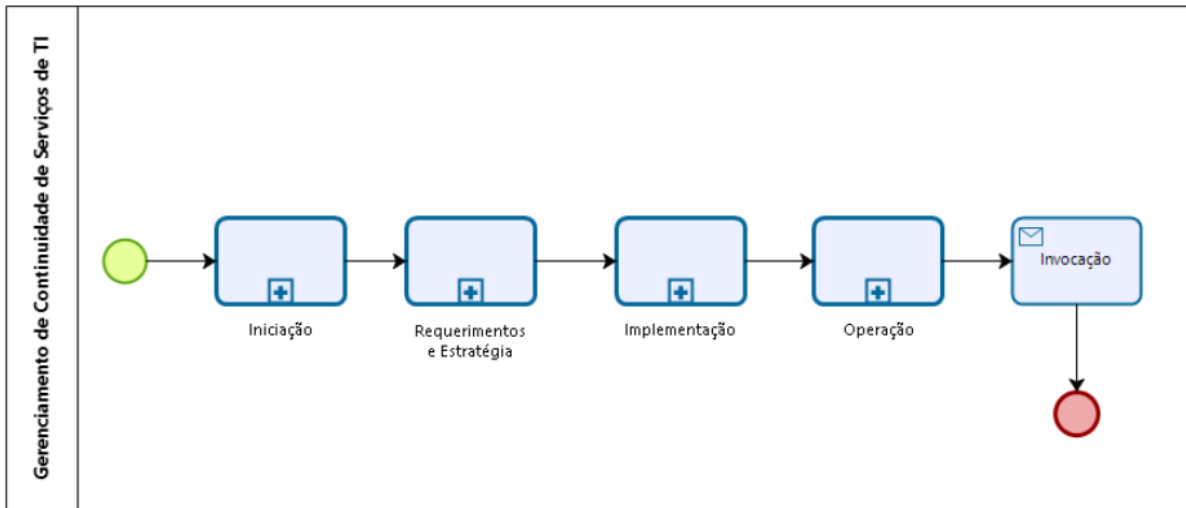 Gerenciamento de Continuidade de Serviços de TI
Iniciação
Requerimentos
e Estratégia
Implementação
Operação
Invocação